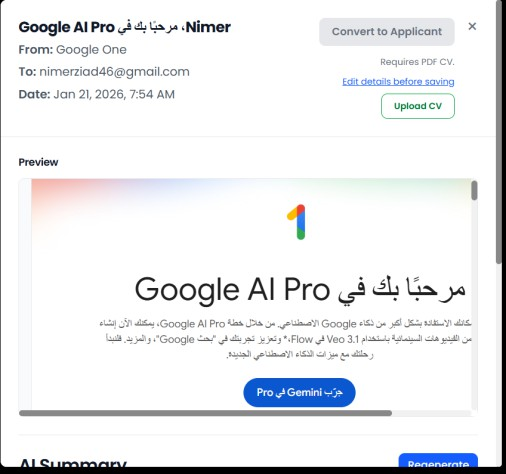 Google AI Pro مرحبًا بك في ،Nimer
From: Google One
To: nimerziad46@gmail.com
Date: Jan 21, 2026, 7:54 AM
Convert to Applicant
×
Requires PDF CV.
Edit details before saving
Upload CV
Preview
مرحبًا بك في Google AI Pro
الاستفادة بشكل أكبر من ذكاء Google الاصطناعي. من خلال خطة Google AI Pro، يمكنك الآن إنشاء
من الفيديوهات السينمائية باستخدام Veo 3.1 في Flow،* وتعزيز تجربتك في "بحث Google"، والمزيد. فلنبدأ
رحلتك مع ميزات الذكاء الاصطناعي الجديدة.
جرّب Gemini في Pro
AI Summary
Regenerate